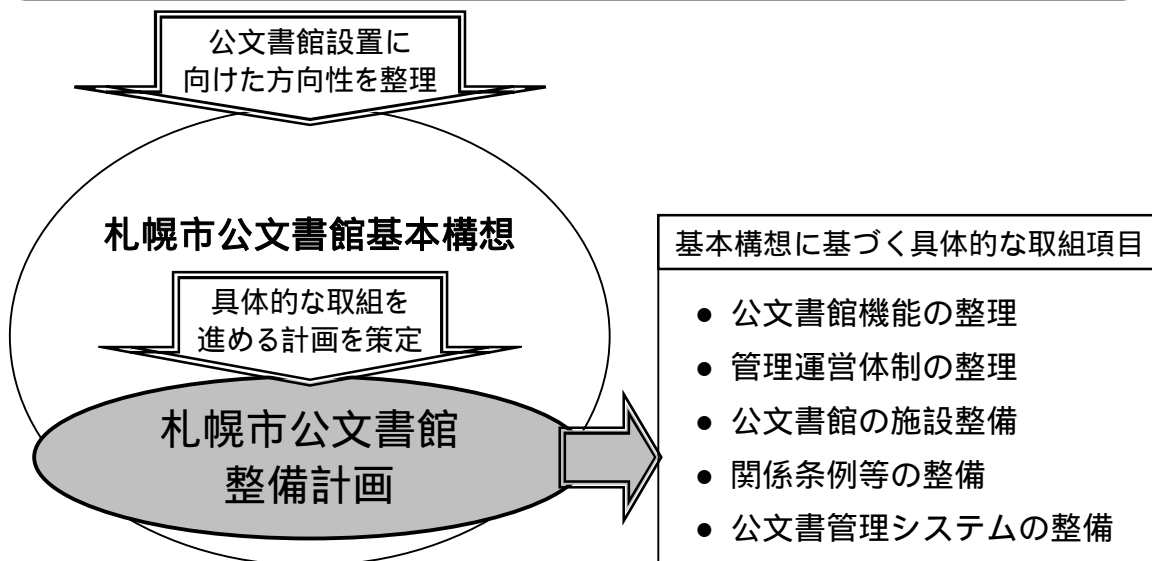 公文書館設置に
向けた方向性を整理
札幌市公文書館基本構想
具体的な取組を
進める計画を策定
札幌市公文書館
整備計画
基本構想に基づく具体的な取組項目
● 公文書館機能の整理
● 管理運営体制の整理
● 公文書館の施設整備
● 関係条例等の整備
● 公文書管理システムの整備